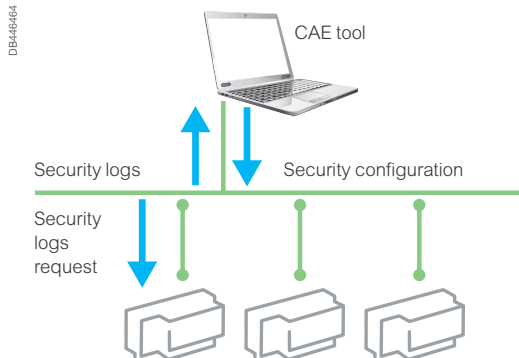 DB446464
CAE tool
Security logs
Security configuration
Security
logs
request